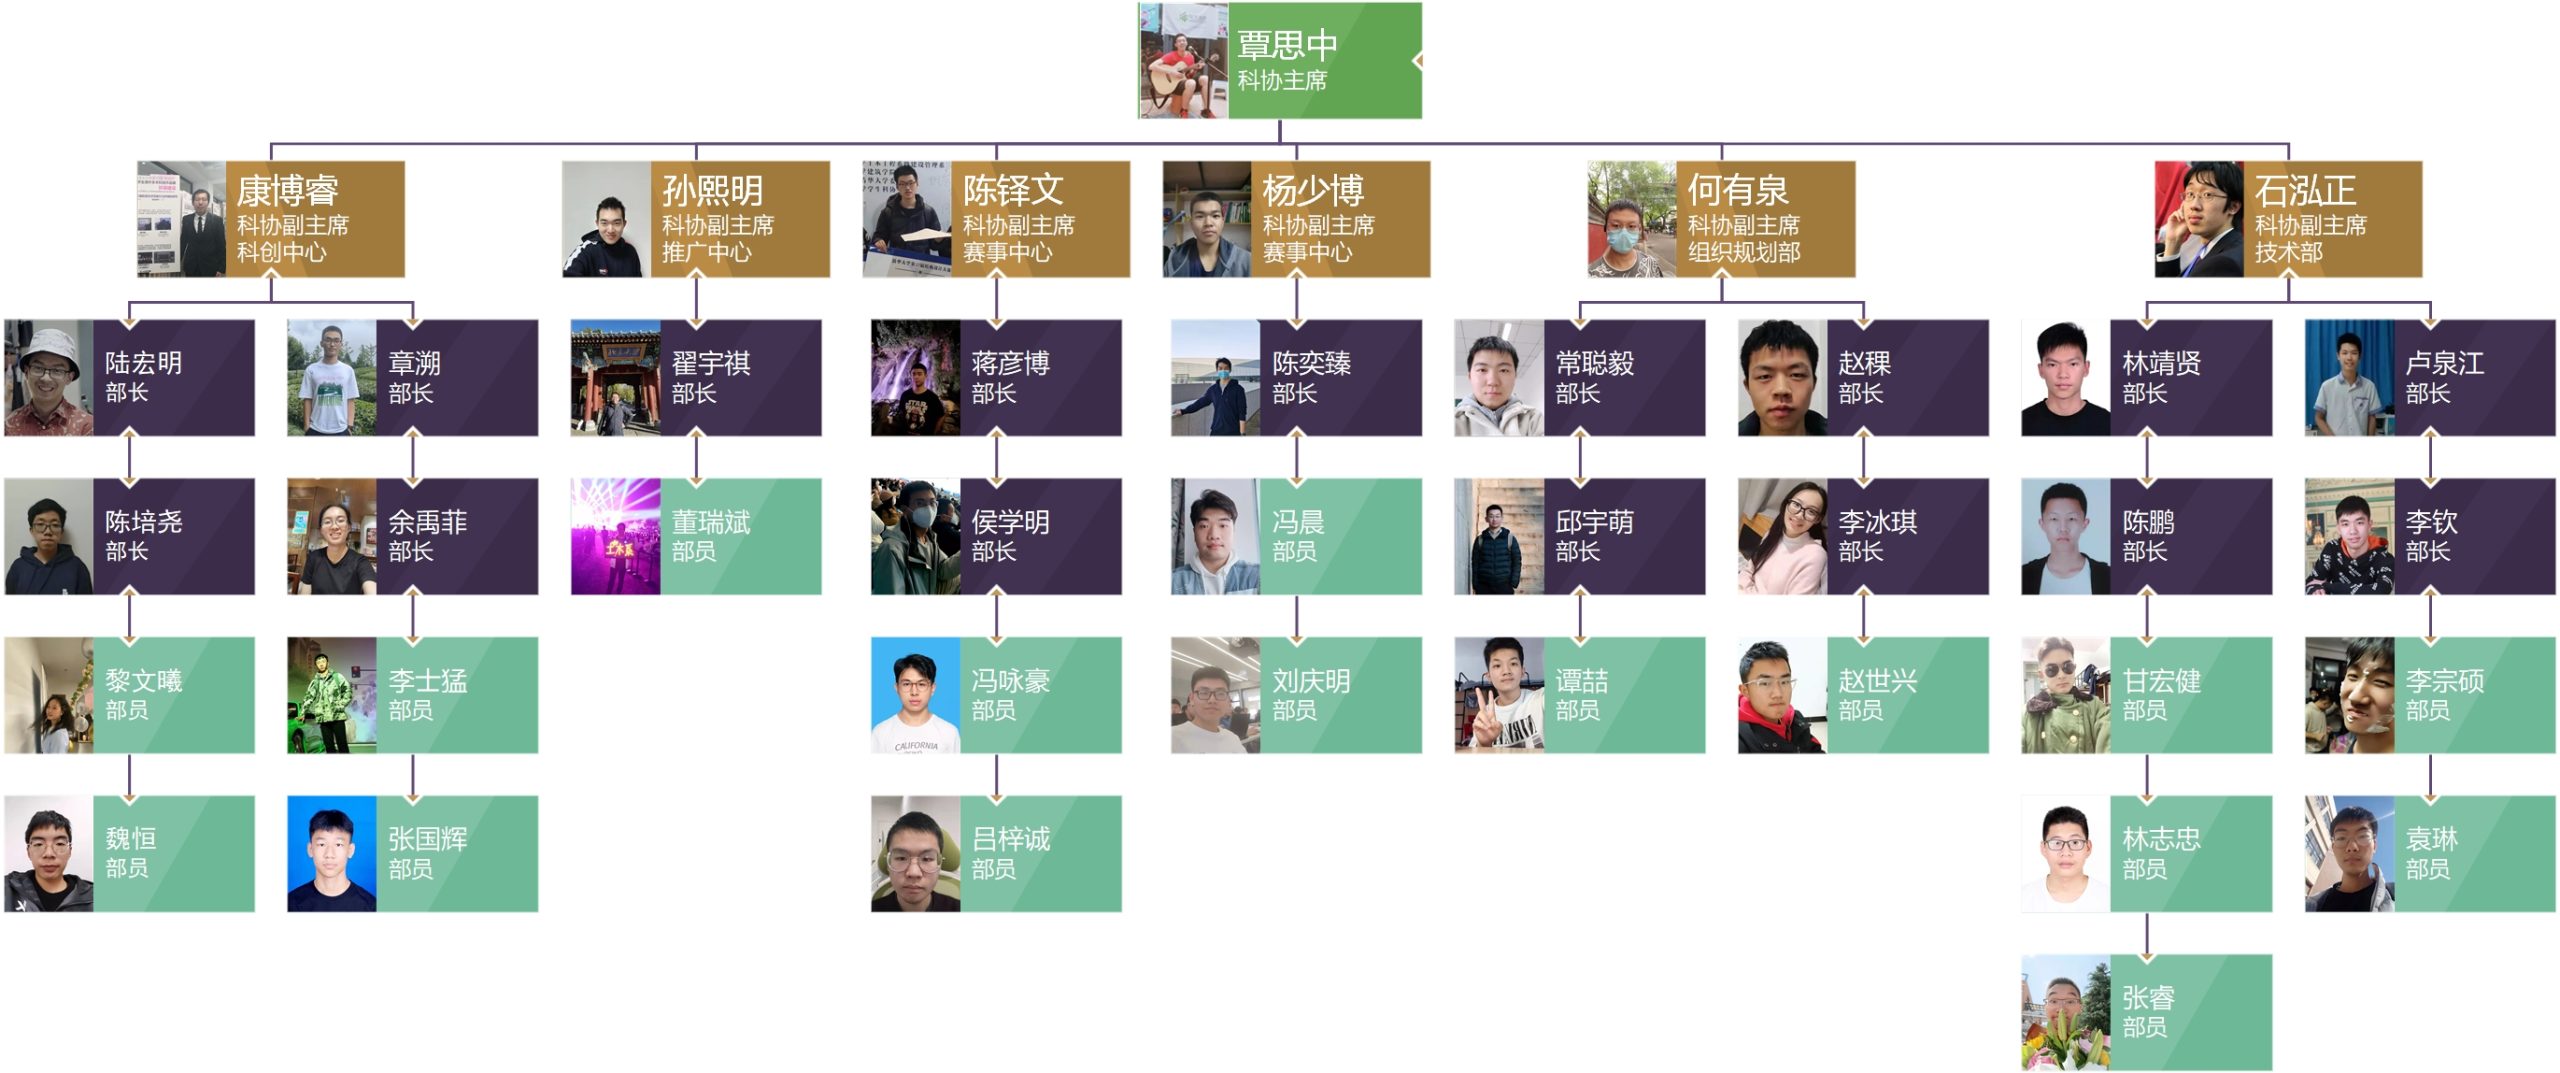 覃思中
科协主席
康博睿
科协副主席
科创中心
孙熙明
科协副主席
推广中心
陈铎文
科协副主席
赛事中心
杨少博
科协副主席
赛事中心
何有泉
科协副主席
组织规划部
石泓正
科协副主席
技术部
陆宏明
部长
章溯
部长
翟宇祺
部长
蒋彦博
部长
陈奕臻
部长
常聪毅
部长
赵稞
部长
林靖贤
部长
卢泉江
部长
陈培尧
部长
余禹菲
部长
董瑞斌
部员
侯学明
部长
冯晨
部员
邱宇萌
部长
李冰琪
部长
陈鹏
部长
李钦
部长
土木系
黎文曦
部员
李士猛
部员
冯咏豪
部员
CALIFORNIA
刘庆明
部员
谭喆
部员
赵世兴
部员
甘宏健
部员
李宗硕
部员
魏恒
部员
张国辉
部员
吕梓诚
部员
林志忠
部员
袁琳
部员
张睿
部员